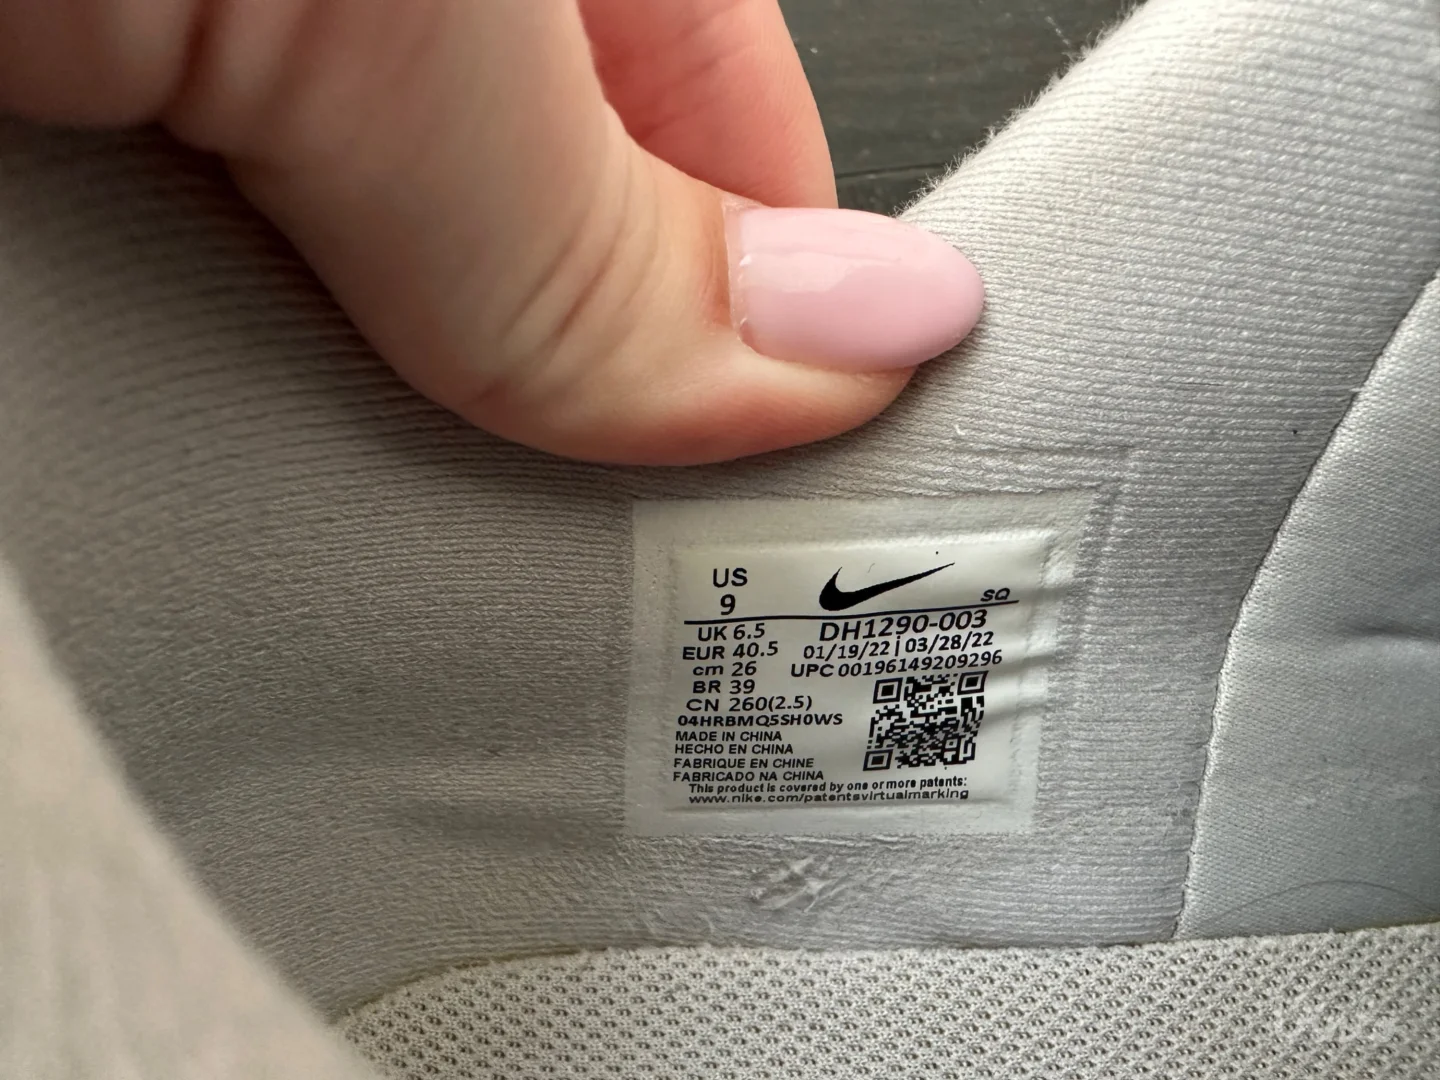 US
9
SQ
UK 6.5
DH1290-003
EUR 40.5
01/19/22 | 03/28/22
cm 26
UPC 00196149209296
BR 39
CN 260(2.5)
04HRBMQ5SH0WS
MADE IN CHINA
HECHO EN CHINA
FABRIQUE EN CHINE
FABRICADO NA CHINA
This product is covered by one or more patents:
www.nike.com/patentsvirtualmarking